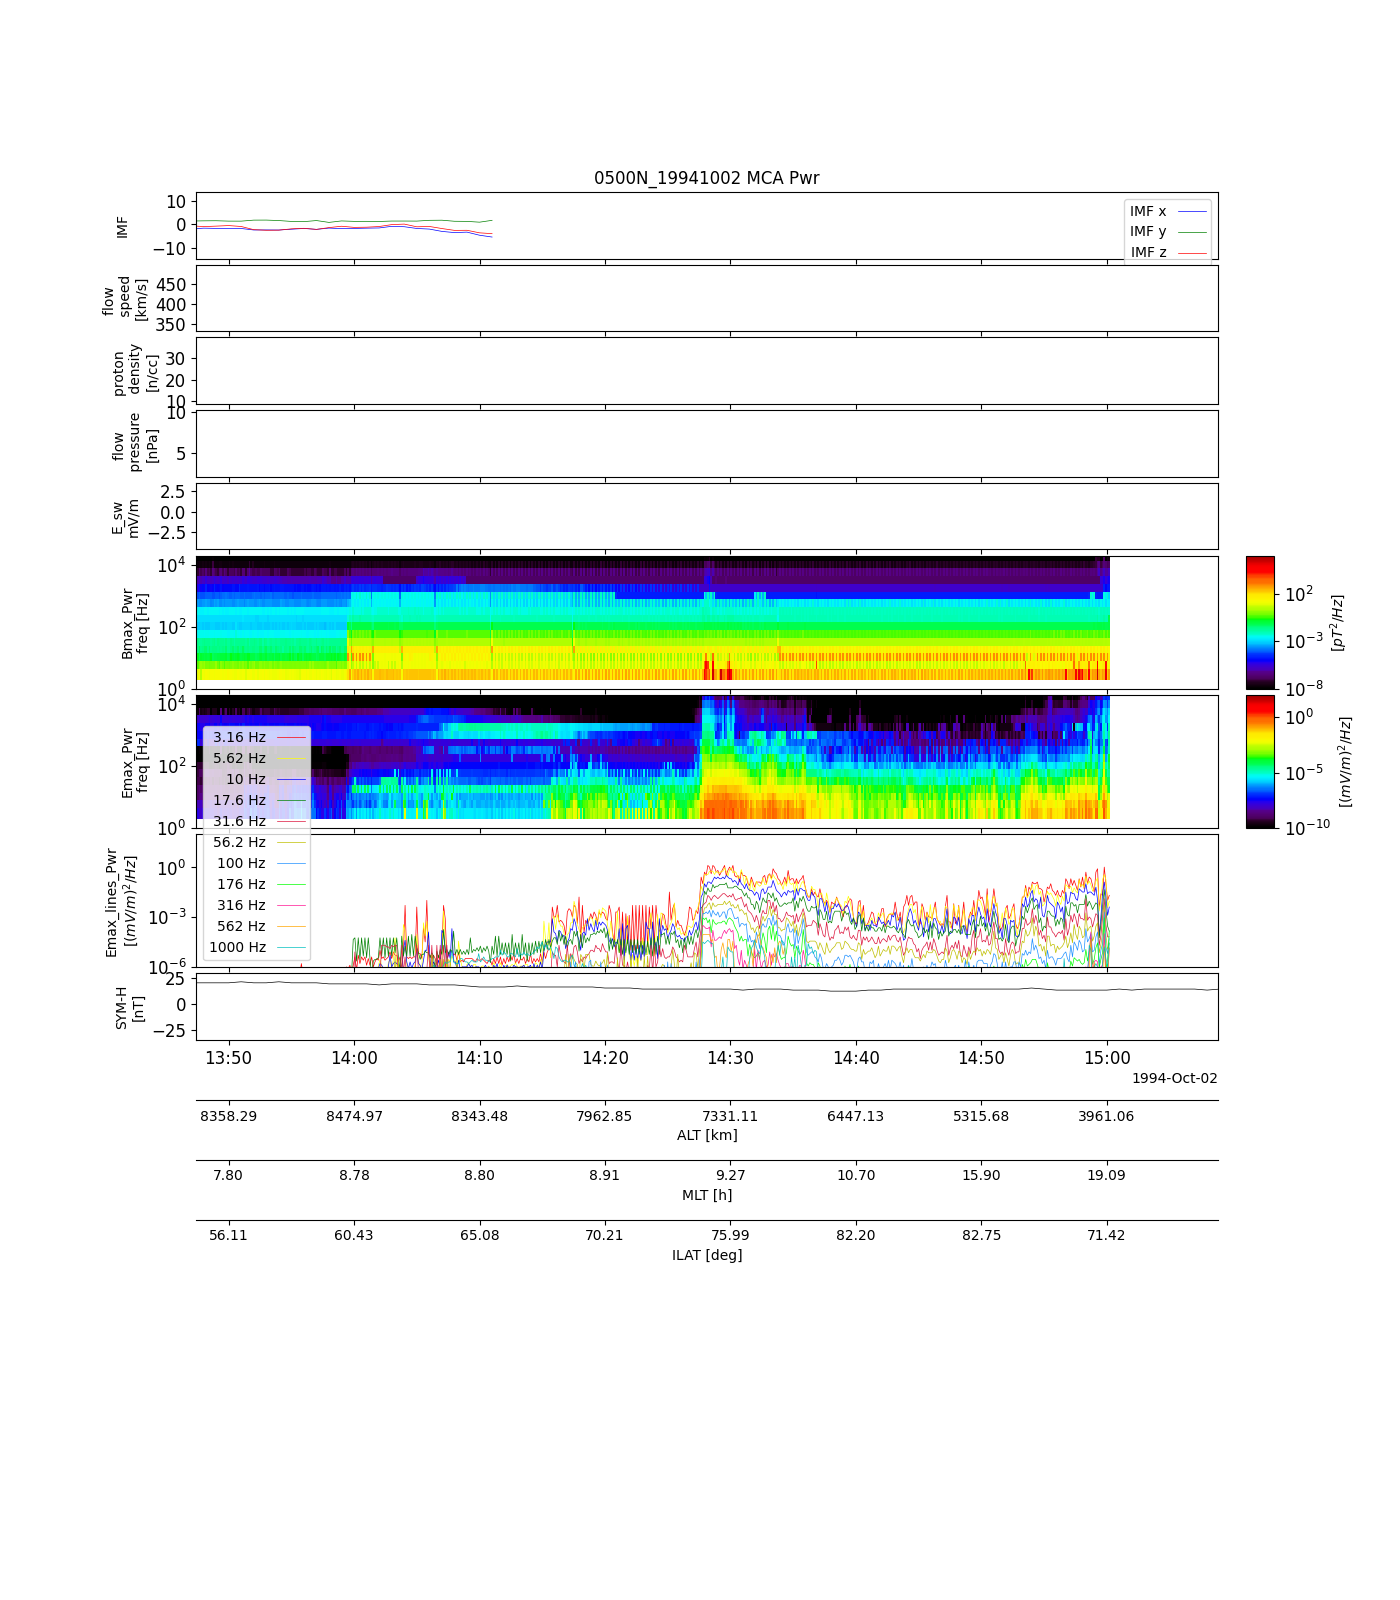 0500N_19941002 MCA Pwr
10
0
−10
IMF
IMF x
IMF y
IMF z
450
400
350
flow
speed
[km/s]
30
20
10
proton
density
[n/cc]
10
5
flow
pressure
[nPa]
2.5
0.0
−2.5
E_sw
mV/m
10^4
10^2
10^0
Bmax_Pwr
freq [Hz]
10^2
10^−3
10^−8
[pT^2/Hz]
10^4
10^2
10^0
Emax_Pwr
freq [Hz]
10^0
10^−5
10^−10
[(mV/m)^2/Hz]
3.16 Hz
5.62 Hz
10 Hz
17.6 Hz
31.6 Hz
56.2 Hz
100 Hz
176 Hz
316 Hz
562 Hz
1000 Hz
10^0
10^−3
10^−6
Emax_lines_Pwr
[(mV/m)^2/Hz]
25
0
−25
SYM-H
[nT]
13:50 14:00 14:10 14:20 14:30 14:40 14:50 15:00
1994-Oct-02
8358.29 8474.97 8343.48 7962.85 7331.11 6447.13 5315.68 3961.06
ALT [km]
7.80 8.78 8.80 8.91 9.27 10.70 15.90 19.09
MLT [h]
56.11 60.43 65.08 70.21 75.99 82.20 82.75 71.42
ILAT [deg]